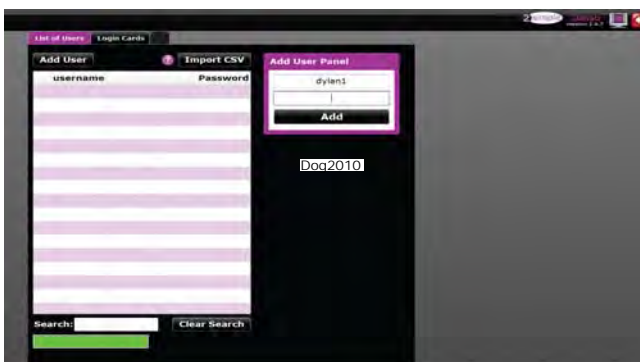 2simple
List of Users Login Cards
Add User ? Import CSV
Add User Panel
username Password
dylen1
Add
Dog2010
Search: Clear Search